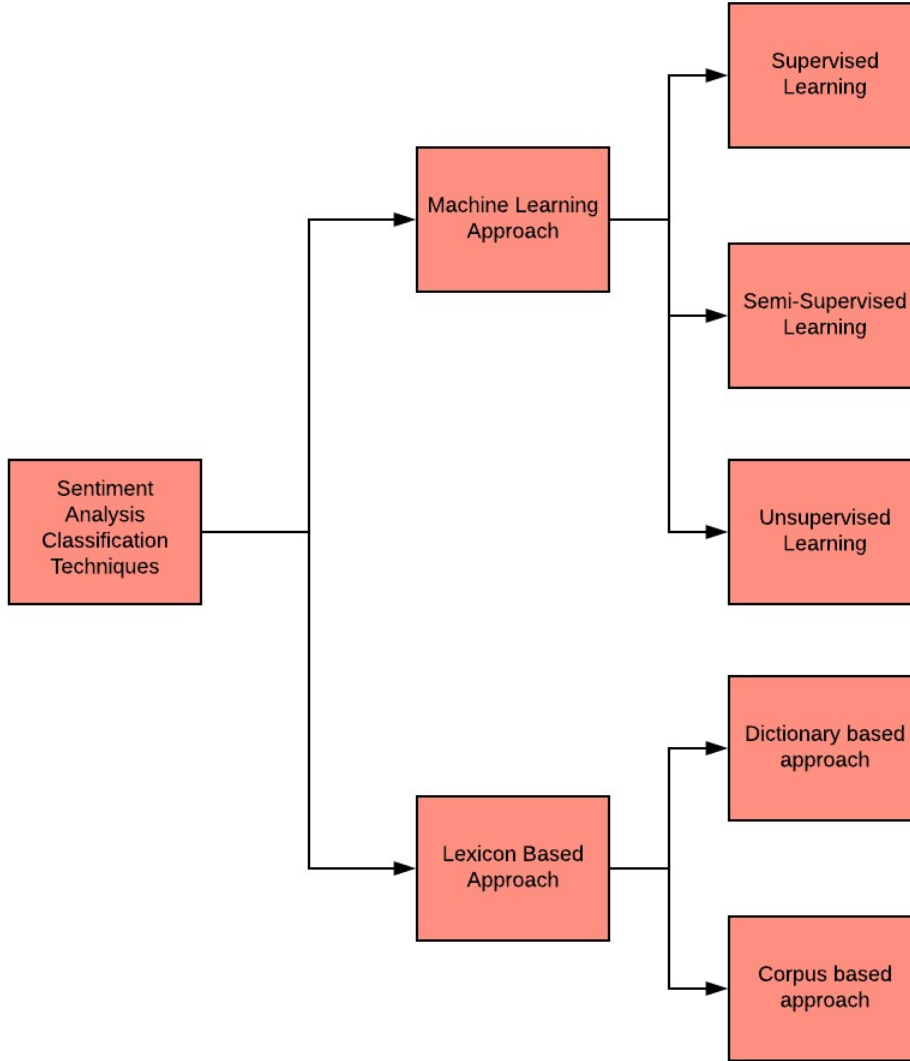 Supervised
Learning
Machine Learning
Approach
Semi-Supervised
Learning
Sentiment
Analysis
Classification
Techniques
Unsupervised
Learning
Dictionary based
approach
Lexicon Based
Approach
Corpus based
approach